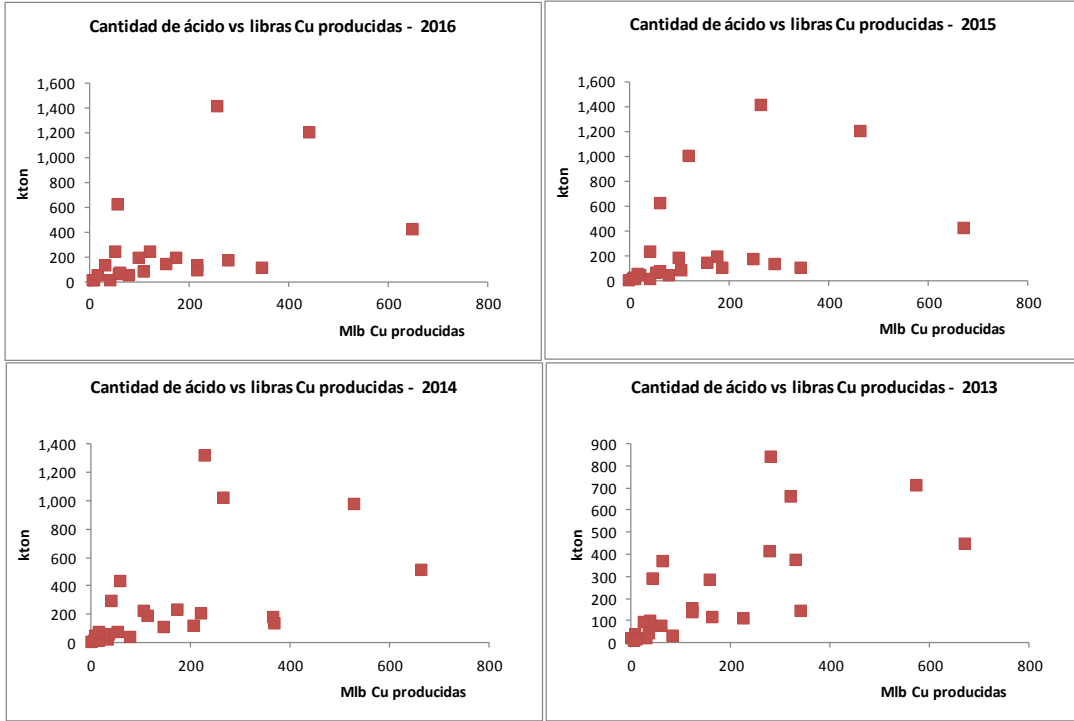 Cantidad de ácido vs libras Cu producidas - 2016
1,600
1,400
1,200
1,000
800
600
400
200
0
kton
0 200 400 600 800
Mlb Cu producidas
Cantidad de ácido vs libras Cu producidas - 2015
1,600
1,400
1,200
1,000
800
600
400
200
0
kton
0 200 400 600 800
Mlb Cu producidas
Cantidad de ácido vs libras Cu producidas - 2014
1,400
1,200
1,000
800
600
400
200
0
kton
0 200 400 600 800
Mlb Cu producidas
Cantidad de ácido vs libras Cu producidas - 2013
900
800
700
600
500
400
300
200
100
0
kton
0 200 400 600 800
Mlb Cu producidas